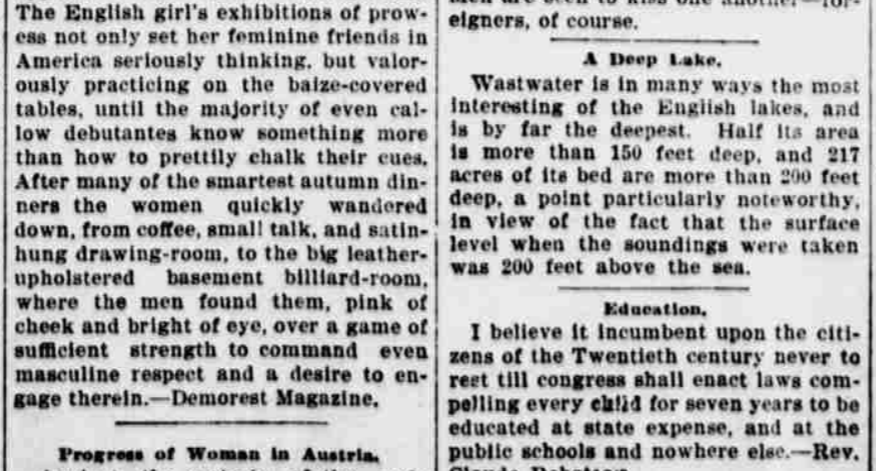 The English girl's exhibitions of prow-
ess not only set her feminine friends in
America seriously thinking, but valor-
ously practicing on the baize-covered
tables, until the majority of even cal-
low debutantes know something more
than how to prettily chalk their cues.
After many of the smartest autumn din-
ners the women quickly wandered
down, from coffee, small talk, and satin-
hung drawing-room, to the big leather-
upholstered basement billiard-room,
where the men found them, pink of
cheek and bright of eye, over a game of
sufficient strength to command even
masculine respect and a desire to en-
gage therein.—Demorest Magazine.
Progress of Woman in Austria.
to kiss one another—for-
eigners, of course.
A Deep Lake.
Wastwater is in many ways the most
interesting of the English lakes, and
is by far the deepest. Half its area
is more than 150 feet deep, and 217
acres of its bed are more than 200 feet
deep, a point particularly noteworthy,
in view of the fact that the surface
level when the soundings were taken
was 200 feet above the sea.
Education.
I believe it incumbent upon the citi-
zens of the Twentieth century never to
rest till congress shall enact laws com-
pelling every child for seven years to be
educated at state expense, and at the
public schools and nowhere else.—Rev.